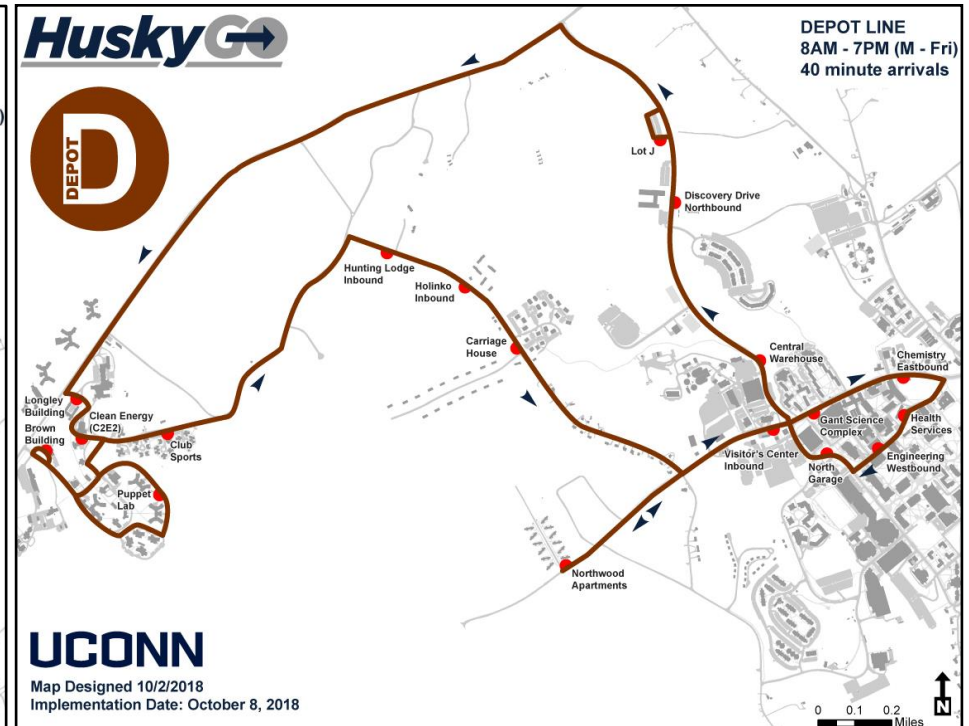 HuskyGO
DEPOT LINE
8AM - 7PM (M - Fri)
40 minute arrivals
)
D
DEPOT
Lot J
Discovery Drive
Northbound
Hunting Lodge
Inbound
Holinko
Inbound
Carriage
House
Central
Warehouse
Chemistry
Eastbound
Longley
Building
Clean Energy
(C2E2)
Brown
Building
Club
Sports
Gant Science
Complex
Health
Services
Visitor's Center
Inbound
North
Garage
Engineering
Westbound
Puppet
Lab
Northwood
Apartments
UCONN
Map Designed 10/2/2018
Implementation Date: October 8, 2018
N
0 0.1 0.2
Miles